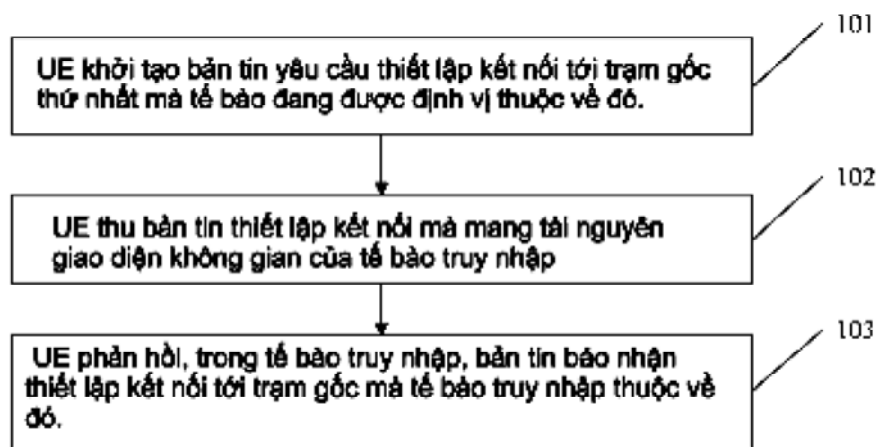 101
UE khởi tạo bản tin yêu cầu thiết lập kết nối tới trạm gốc
thứ nhất mà tế bào đang được định vị thuộc về đó.
102
UE thu bản tin thiết lập kết nối mà mang tài nguyên
giao diện không gian của tế bào truy nhập
103
UE phản hồi, trong tế bào truy nhập, bản tin báo nhận
thiết lập kết nối tới trạm gốc mà tế bào truy nhập thuộc về
đó.